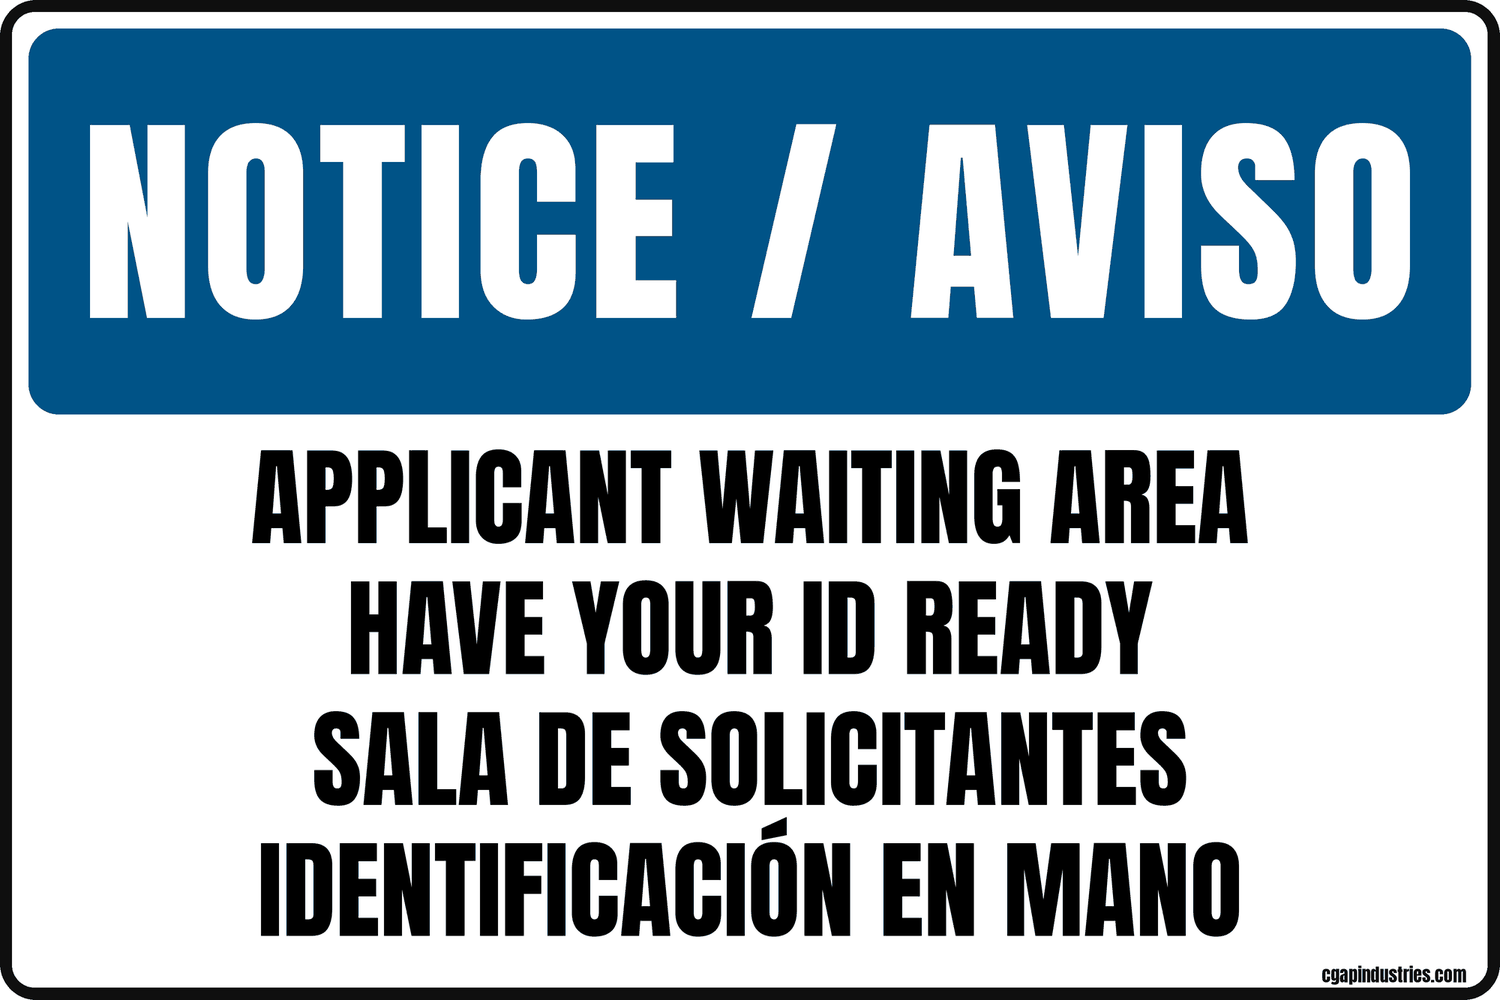 NOTICE / AVISO
APPLICANT WAITING AREA
HAVE YOUR ID READY
SALA DE SOLICITANTES
IDENTIFICACIÓN EN MANO
cgapindustries.com